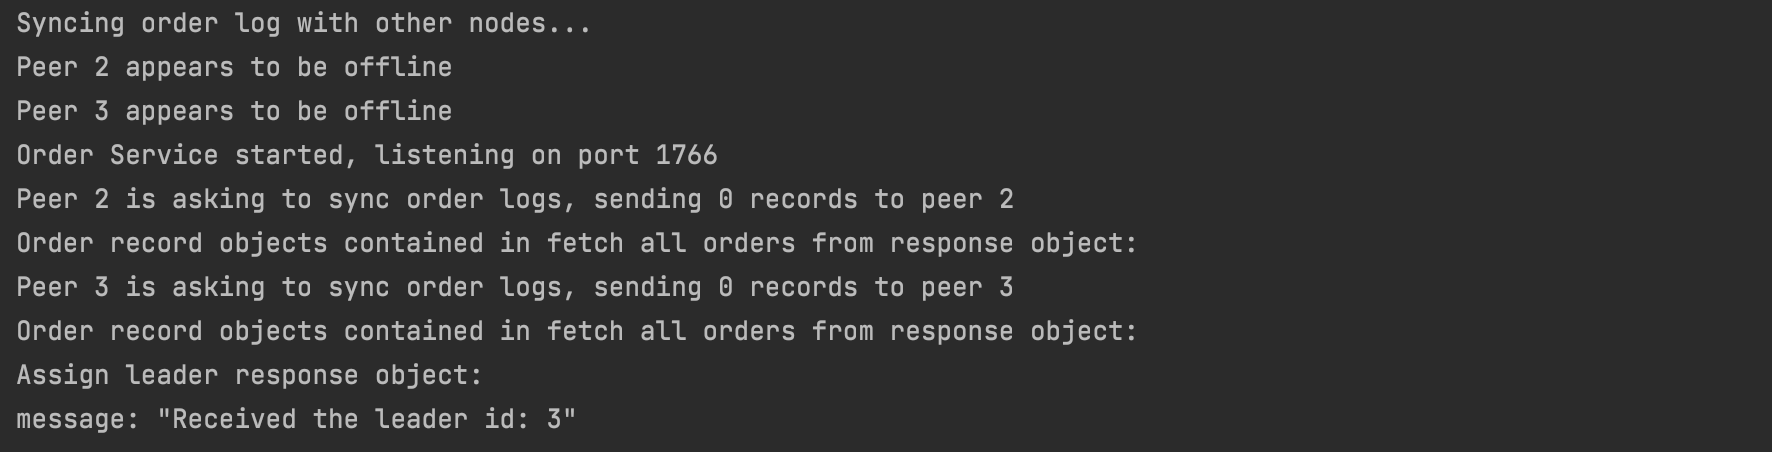 Syncing order log with other nodes...
Peer 2 appears to be offline
Peer 3 appears to be offline
Order Service started, listening on port 1766
Peer 2 is asking to sync order logs, sending 0 records to peer 2
Order record objects contained in fetch all orders from response object:
Peer 3 is asking to sync order logs, sending 0 records to peer 3
Order record objects contained in fetch all orders from response object:
Assign leader response object:
message: "Received the leader id: 3"